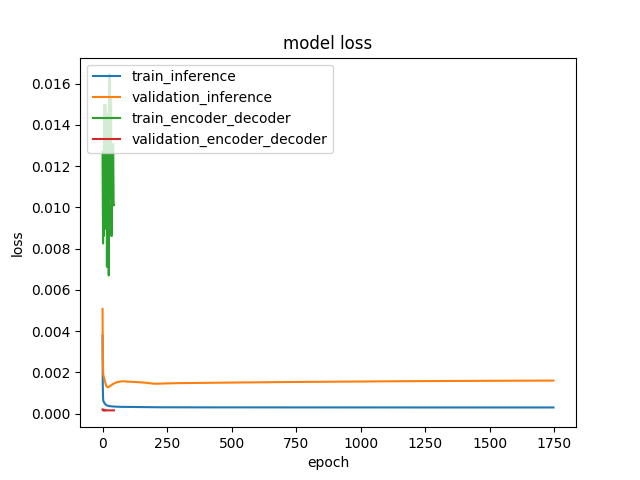 model loss
train_inference
validation_inference
train_encoder_decoder
validation_encoder_decoder
loss
0.016
0.014
0.012
0.010
0.008
0.006
0.004
0.002
0.000
0 250 500 750 1000 1250 1500 1750
epoch